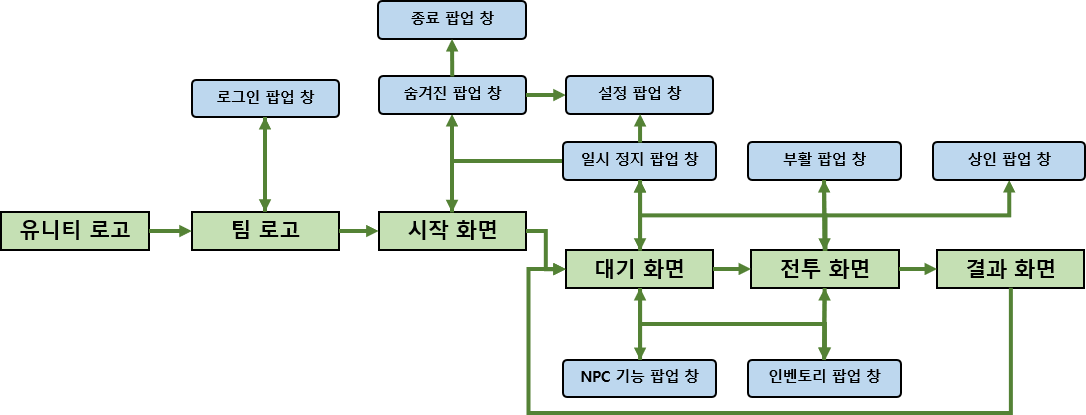 종료 팝업 창
로그인 팝업 창
숨겨진 팝업 창
설정 팝업 창
일시 정지 팝업 창
부활 팝업 창
상인 팝업 창
유니티 로고
팀 로고
시작 화면
대기 화면
전투 화면
결과 화면
NPC 기능 팝업 창
인벤토리 팝업 창